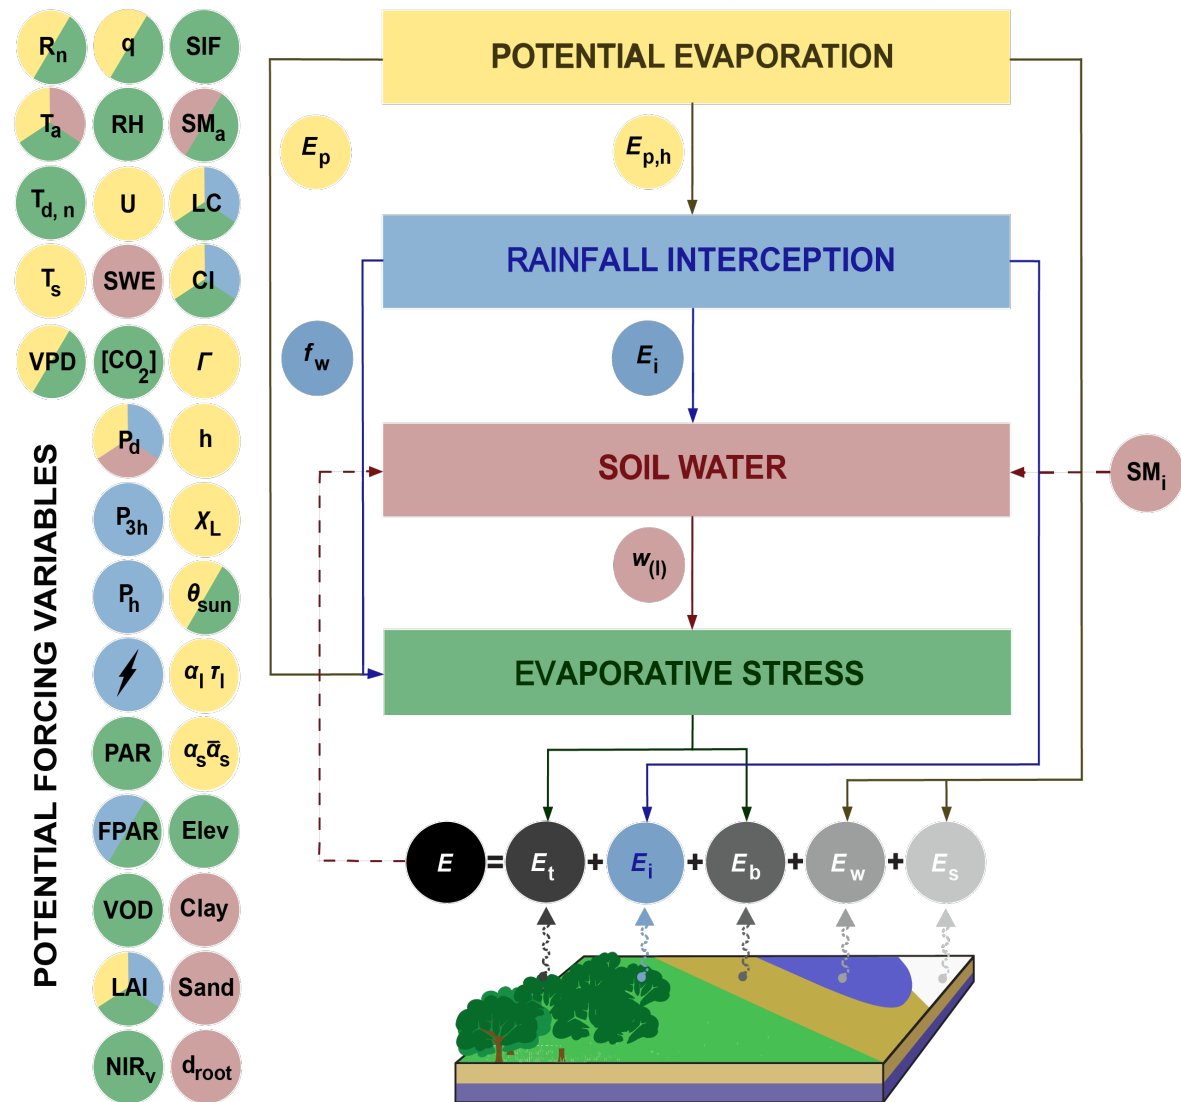 Rn q SIF
Ta RH SMa
Td, n U LC
Ts SWE CI
VPD [CO2] Γ
Pd h
P3h χL
Ph θsun
αl τl
PAR αsᾱs
FPAR Elev
VOD Clay
LAI Sand
NIRv droot
POTENTIAL FORCING VARIABLES
POTENTIAL EVAPORATION
Ep Ep,h
RAINFALL INTERCEPTION
fw Ei
SOIL WATER
SMi
w(l)
EVAPORATIVE STRESS
E = Et + Ei + Eb + Ew + Es